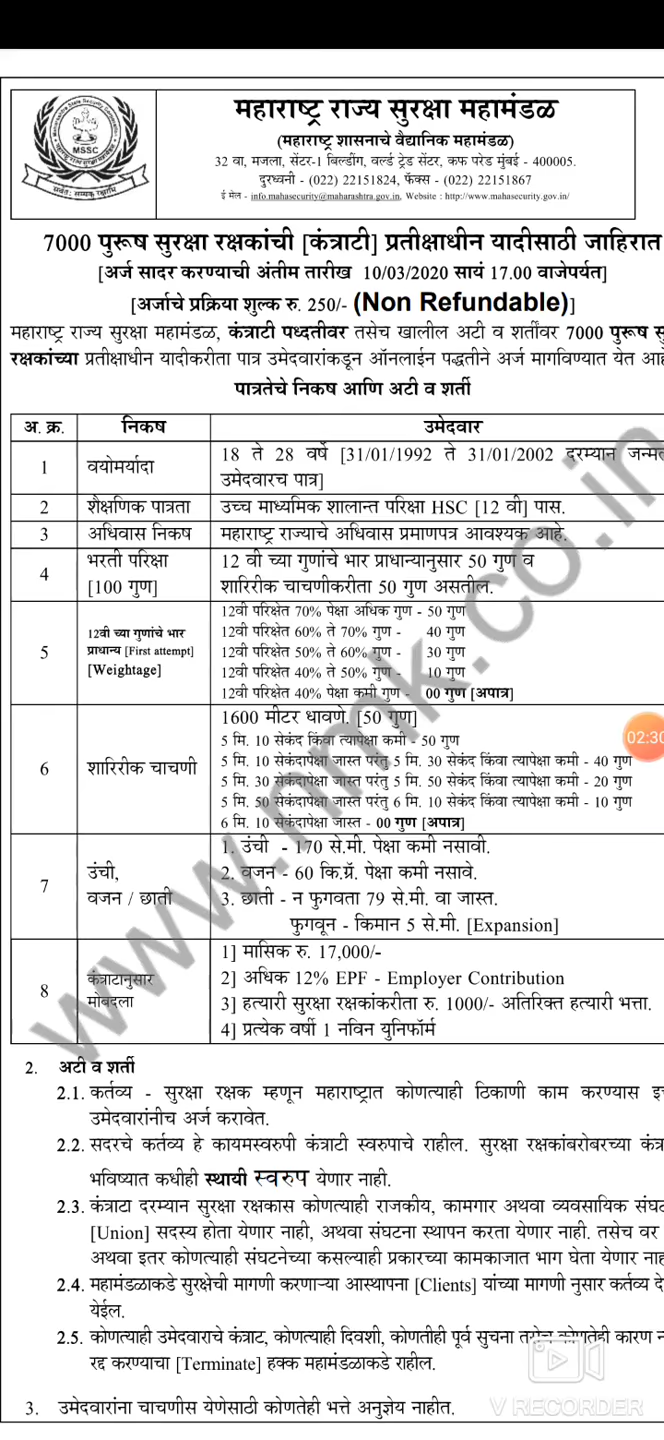 MSSC
महाराष्ट्र राज्य सुरक्षा महामंडळ
(महाराष्ट्र शासनाचे वैद्यानिक महामंडळ)
32 वा, मजला, सेंटर-1 बिल्डींग, वर्ल्ड ट्रेड सेंटर, कफ परेड मुंबई - 400005.
दुरध्वनी - (022) 22151824, फॅक्स - (022) 22151867
ई मेल - info.mahasecurity@maharashtra.gov.in, Website : http://www.mahasecurity.gov.in/
7000 पुरूष सुरक्षा रक्षकांची [कंत्राटी] प्रतीक्षाधीन यादीसाठी जाहिरात
[अर्ज सादर करण्याची अंतीम तारीख 10/03/2020 सायं 17.00 वाजेपर्यत]
[अर्जाचे प्रक्रिया शुल्क रु. 250/- (Non Refundable)]
महाराष्ट्र राज्य सुरक्षा महामंडळ, कंत्राटी पध्दतीवर तसेच खालील अटी व शर्तीवर 7000 पुरूष सु
रक्षकांच्या प्रतीक्षाधीन यादीकरीता पात्र उमेदवारांकडून ऑनलाईन पद्धतीने अर्ज मागविण्यात येत आहे
पात्रतेचे निकष आणि अटी व शर्ती
अ. क्र. निकष उमेदवार
1 वयोमर्यादा 18 ते 28 वर्षे [31/01/1992 ते 31/01/2002 दरम्यान जन्मले
उमेदवारच पात्र]
2 शैक्षणिक पात्रता उच्च माध्यमिक शालान्त परिक्षा HSC [12 वी] पास.
3 अधिवास निकष महाराष्ट्र राज्याचे अधिवास प्रमाणपत्र आवश्यक आहे.
4 भरती परिक्षा [100 गुण] 12 वी च्या गुणांचे भार प्राधान्यानुसार 50 गुण व
शारिरीक चाचणीकरीता 50 गुण असतील.
5 12वी च्या गुणांचे भार प्राधान्य [First attempt] [Weightage] 12वी परिक्षेत 70% पेक्षा अधिक गुण - 50 गुण
12वी परिक्षेत 60% ते 70% गुण - 40 गुण
12वी परिक्षेत 50% ते 60% गुण - 30 गुण
12वी परिक्षेत 40% ते 50% गुण - 10 गुण
12वी परिक्षेत 40% पेक्षा कमी गुण - 00 गुण [अपात्र]
6 शारिरीक चाचणी 1600 मीटर धावणे. [50 गुण]
5 मि. 10 सेकंद किंवा त्यापेक्षा कमी - 50 गुण
5 मि. 10 सेकंदापेक्षा जास्त परंतु 5 मि. 30 सेकंद किंवा त्यापेक्षा कमी - 40 गुण
5 मि. 30 सेकंदापेक्षा जास्त परंतु 5 मि. 50 सेकंद किंवा त्यापेक्षा कमी - 20 गुण
5 मि. 50 सेकंदापेक्षा जास्त परंतु 6 मि. 10 सेकंद किंवा त्यापेक्षा कमी - 10 गुण
6 मि. 10 सेकंदापेक्षा जास्त - 00 गुण [अपात्र]
02:30
7 उंची, वजन / छाती 1. उंची - 170 से.मी. पेक्षा कमी नसावी.
2. वजन - 60 कि.ग्रॅ. पेक्षा कमी नसावे.
3. छाती - न फुगवता 79 से.मी. वा जास्त.
फुगवून - किमान 5 से.मी. [Expansion]
8 कंत्राटानुसार मोबदला 1] मासिक रु. 17,000/-
2] अधिक 12% EPF - Employer Contribution
3] हत्यारी सुरक्षा रक्षकांकरीता रु. 1000/- अतिरिक्त हत्यारी भत्ता.
4] प्रत्येक वर्षी 1 नविन युनिफॉर्म
www.nmk.co.in
2. अटी व शर्ती
2.1. कर्तव्य - सुरक्षा रक्षक म्हणून महाराष्ट्रात कोणत्याही ठिकाणी काम करण्यास इ
उमेदवारांनीच अर्ज करावेत.
2.2. सदरचे कर्तव्य हे कायमस्वरुपी कंत्राटी स्वरुपाचे राहील. सुरक्षा रक्षकांबरोबरच्या कंत्रा
भविष्यात कधीही स्थायी स्वरुप येणार नाही.
2.3. कंत्राटा दरम्यान सुरक्षा रक्षकास कोणत्याही राजकीय, कामगार अथवा व्यवसायिक संघट
[Union] सदस्य होता येणार नाही, अथवा संघटना स्थापन करता येणार नाही. तसेच वर
अथवा इतर कोणत्याही संघटनेच्या कसल्याही प्रकारच्या कामकाजात भाग घेता येणार नाह
2.4. महामंडळाकडे सुरक्षेची मागणी करणाऱ्या आस्थापना [Clients] यांच्या मागणी नुसार कर्तव्य दे
येईल.
2.5. कोणत्याही उमेदवाराचे कंत्राट, कोणत्याही दिवशी, कोणतीही पूर्व सुचना तसेच कोणतेही कारण न
रद्द करण्याचा [Terminate] हक्क महामंडळाकडे राहील.
3. उमेदवारांना चाचणीस येणेसाठी कोणतेही भत्ते अनुज्ञेय नाहीत.
V RECORDER